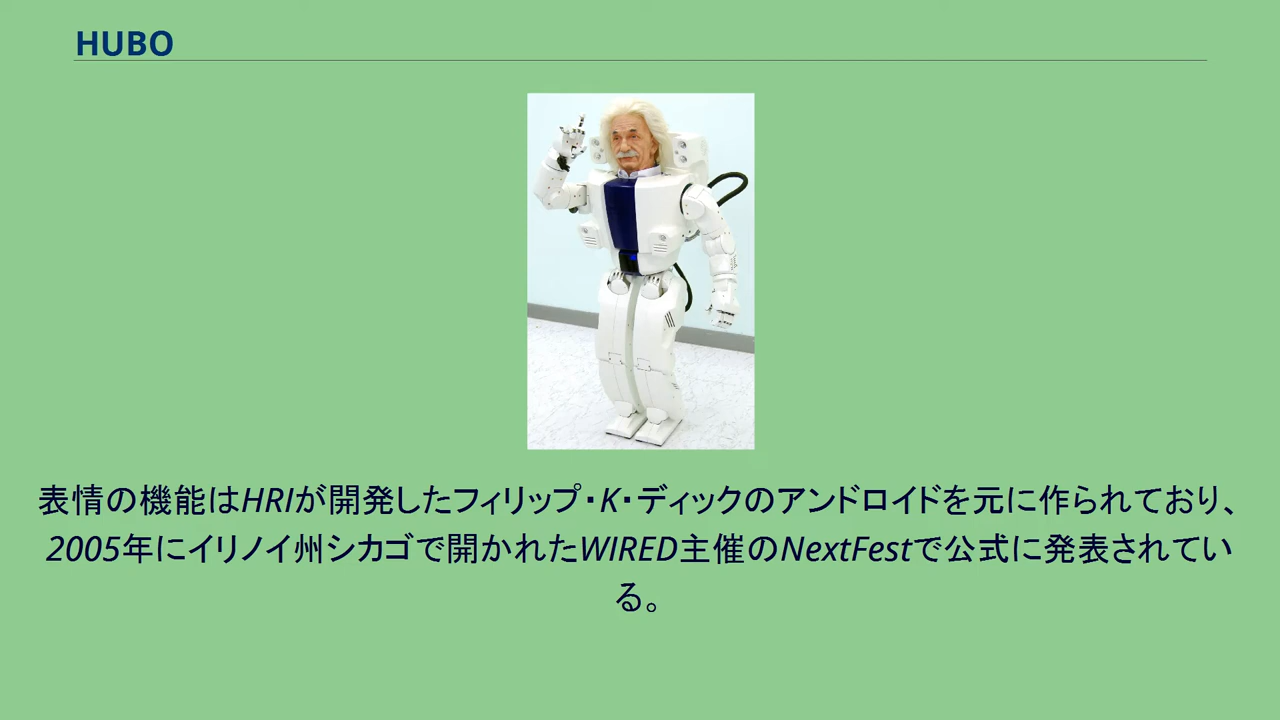 HUBO
表情の機能はHRIが開発したフィリップ・K・ディックのアンドロイドを元に作られており、
2005年にイリノイ州シカゴで開かれたWIRED主催のNextFestで公式に発表されてい
る。